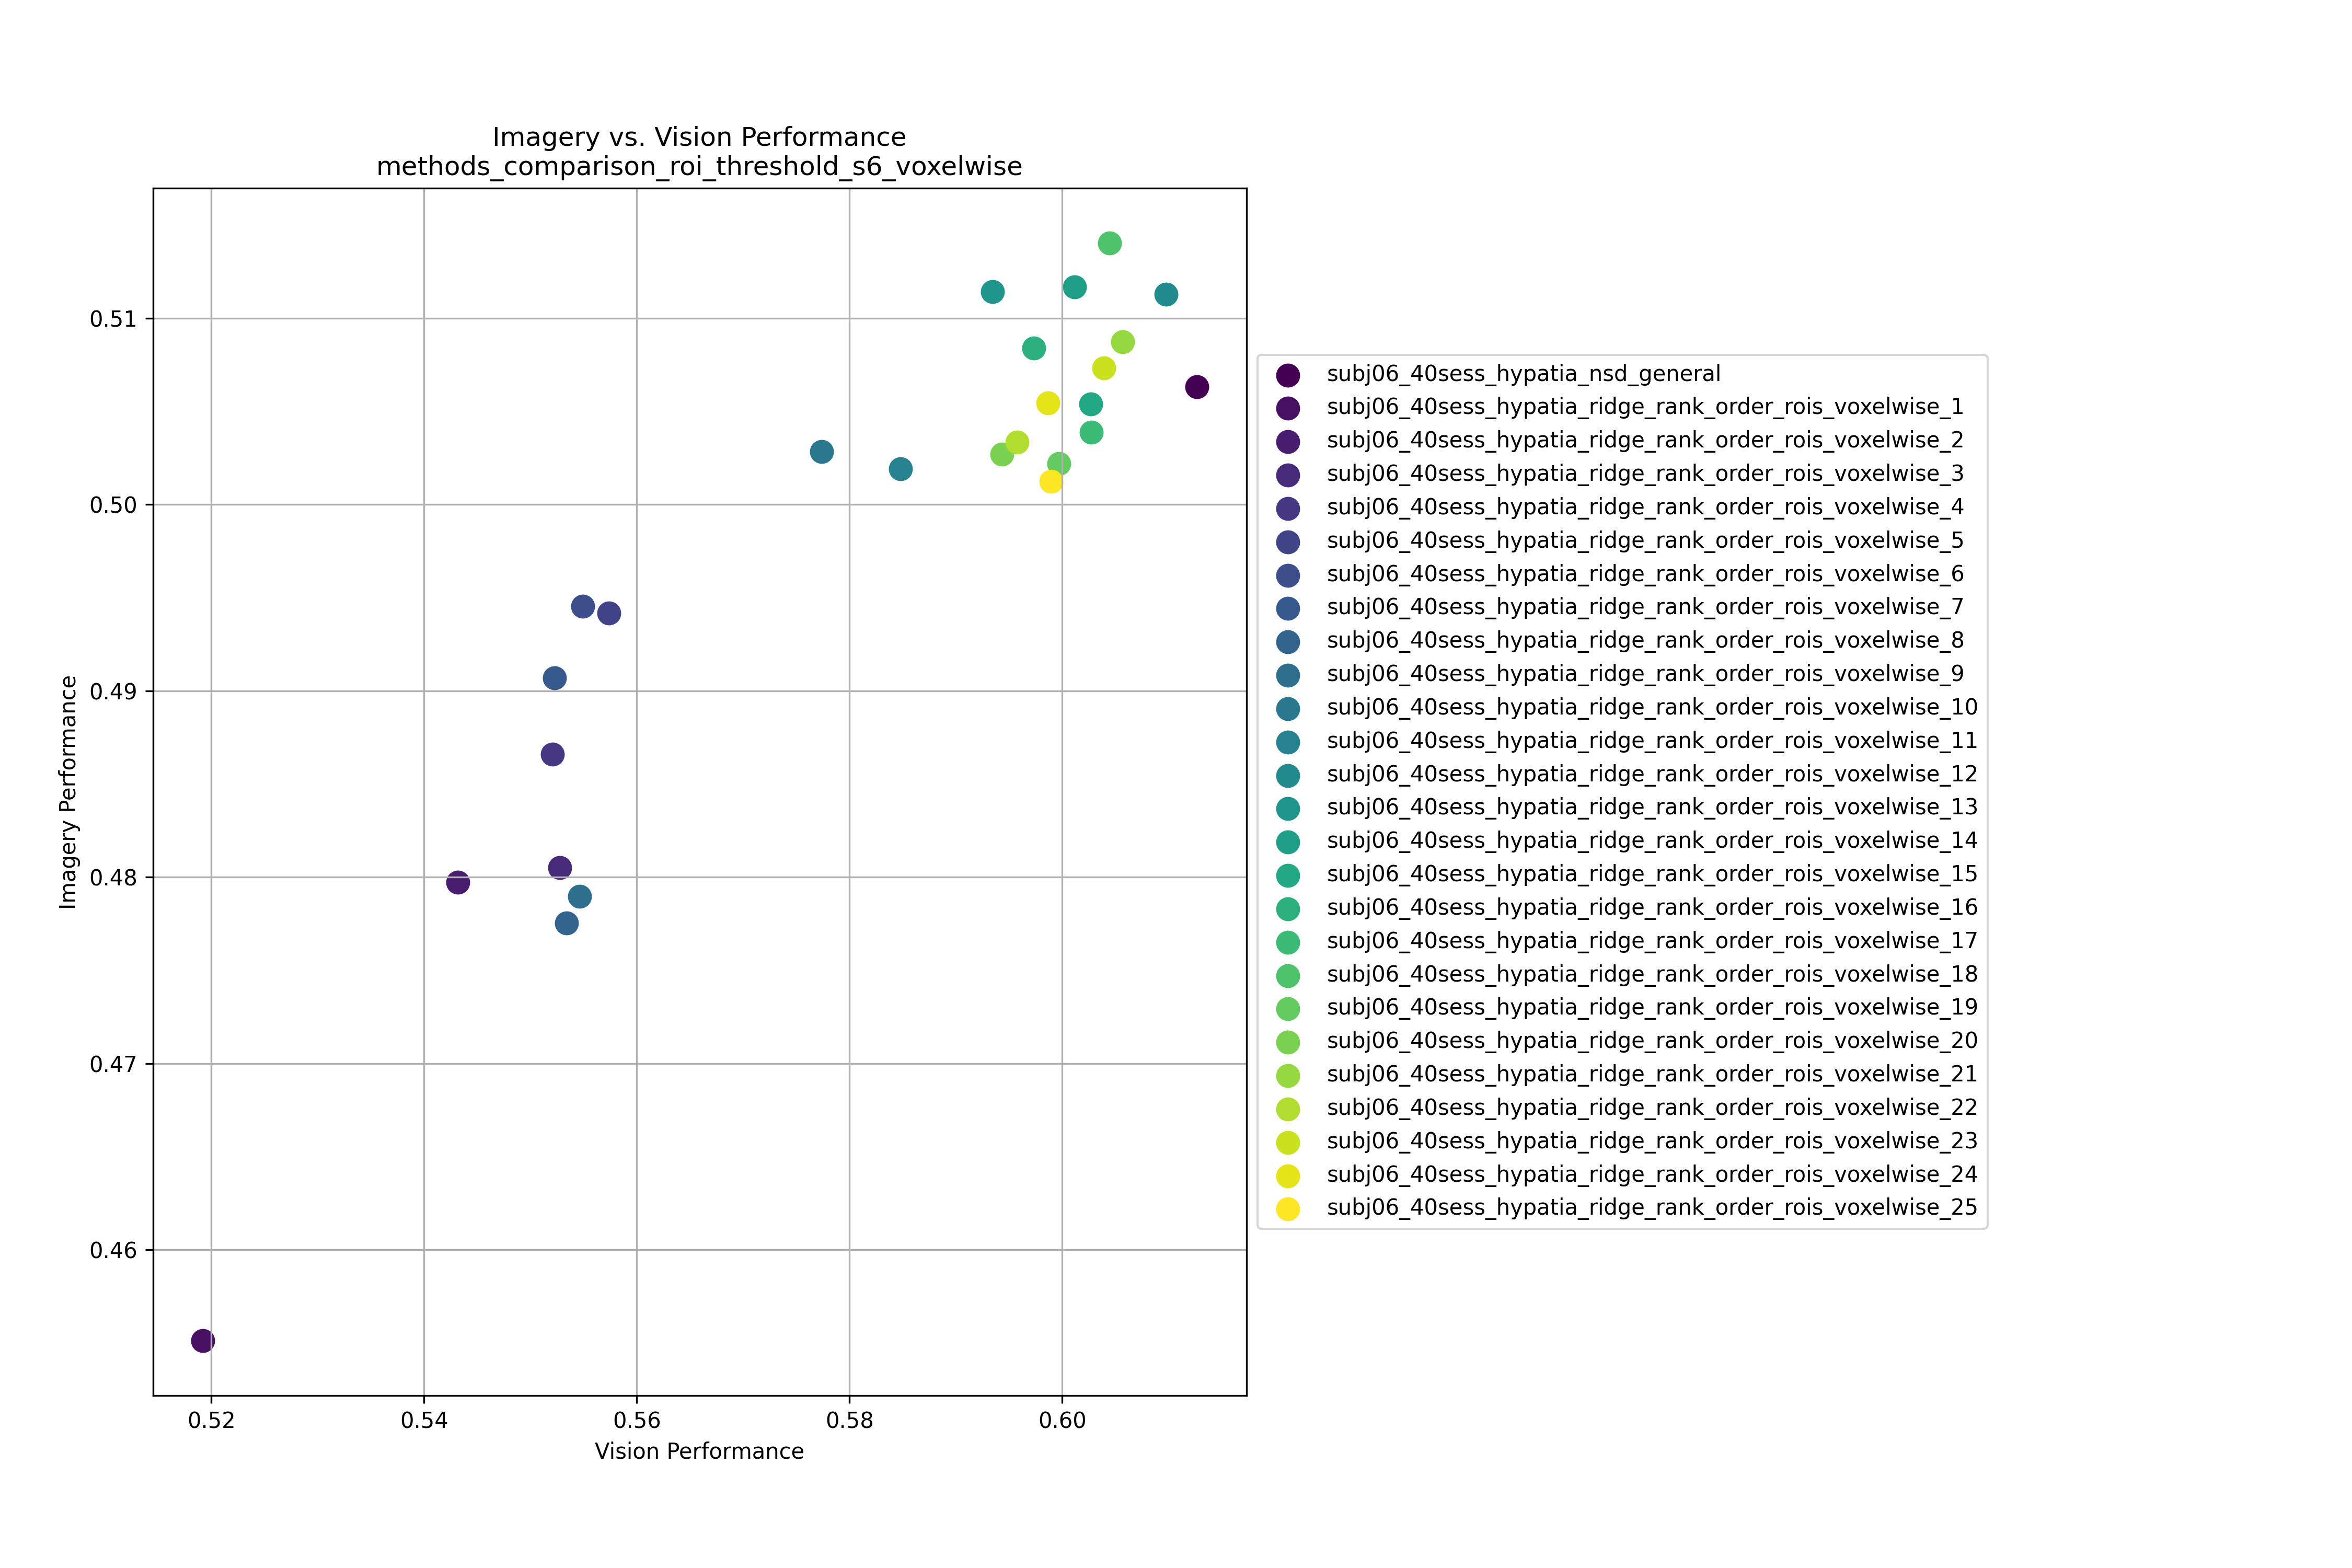 Imagery vs. Vision Performance
methods_comparison_roi_threshold_s6_voxelwise
Imagery Performance
0.51
0.50
0.49
0.48
0.47
0.46
0.52 0.54 0.56 0.58 0.60
Vision Performance
subj06_40sess_hypatia_nsd_general
subj06_40sess_hypatia_ridge_rank_order_rois_voxelwise_1
subj06_40sess_hypatia_ridge_rank_order_rois_voxelwise_2
subj06_40sess_hypatia_ridge_rank_order_rois_voxelwise_3
subj06_40sess_hypatia_ridge_rank_order_rois_voxelwise_4
subj06_40sess_hypatia_ridge_rank_order_rois_voxelwise_5
subj06_40sess_hypatia_ridge_rank_order_rois_voxelwise_6
subj06_40sess_hypatia_ridge_rank_order_rois_voxelwise_7
subj06_40sess_hypatia_ridge_rank_order_rois_voxelwise_8
subj06_40sess_hypatia_ridge_rank_order_rois_voxelwise_9
subj06_40sess_hypatia_ridge_rank_order_rois_voxelwise_10
subj06_40sess_hypatia_ridge_rank_order_rois_voxelwise_11
subj06_40sess_hypatia_ridge_rank_order_rois_voxelwise_12
subj06_40sess_hypatia_ridge_rank_order_rois_voxelwise_13
subj06_40sess_hypatia_ridge_rank_order_rois_voxelwise_14
subj06_40sess_hypatia_ridge_rank_order_rois_voxelwise_15
subj06_40sess_hypatia_ridge_rank_order_rois_voxelwise_16
subj06_40sess_hypatia_ridge_rank_order_rois_voxelwise_17
subj06_40sess_hypatia_ridge_rank_order_rois_voxelwise_18
subj06_40sess_hypatia_ridge_rank_order_rois_voxelwise_19
subj06_40sess_hypatia_ridge_rank_order_rois_voxelwise_20
subj06_40sess_hypatia_ridge_rank_order_rois_voxelwise_21
subj06_40sess_hypatia_ridge_rank_order_rois_voxelwise_22
subj06_40sess_hypatia_ridge_rank_order_rois_voxelwise_23
subj06_40sess_hypatia_ridge_rank_order_rois_voxelwise_24
subj06_40sess_hypatia_ridge_rank_order_rois_voxelwise_25